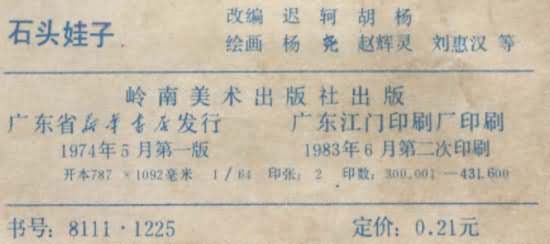 石头娃子
改编 迟轲 胡杨
绘画 杨尧 赵辉灵 刘惠汉 等
岭南美术出版社出版
广东省新华书店发行 广东江门印刷厂印刷
1974年5月第一版 1983年6月第二次印刷
开本787×1092毫米 1/64 印张:2 印数:300,001—431,600
书号:8111·1225 定价:0.21元